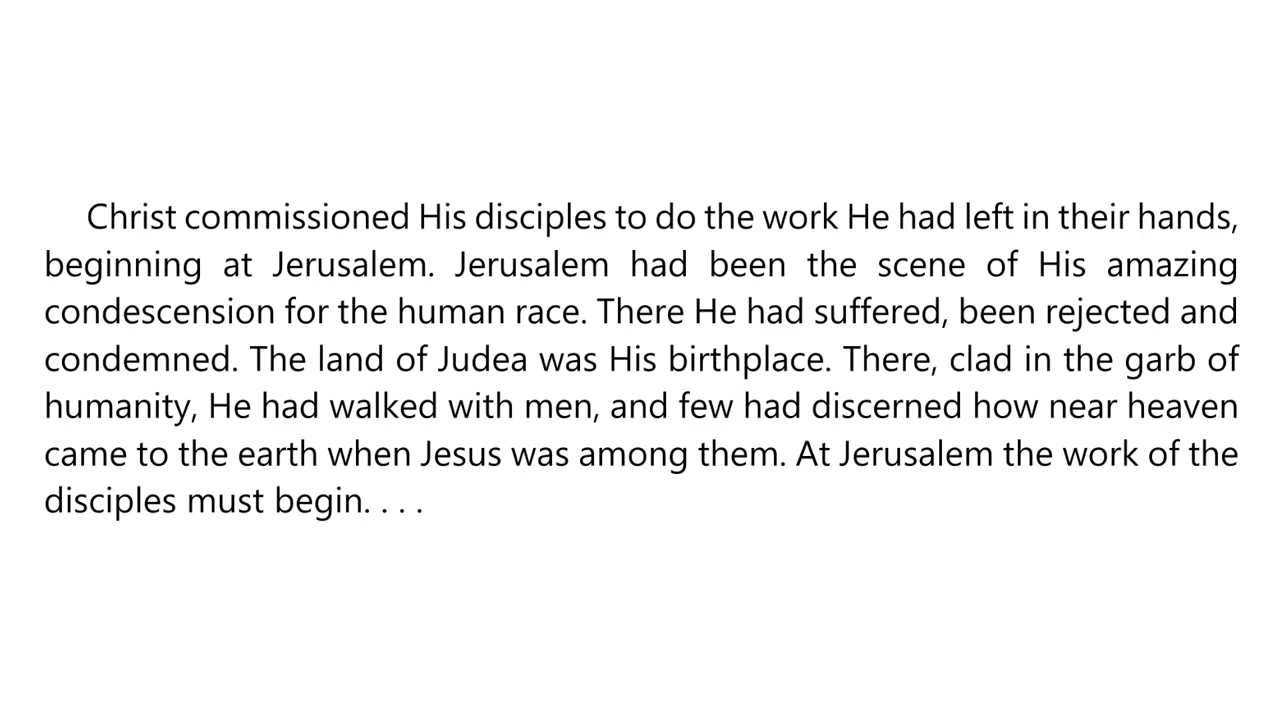 Christ commissioned His disciples to do the work He had left in their hands,
beginning at Jerusalem. Jerusalem had been the scene of His amazing
condescension for the human race. There He had suffered, been rejected and
condemned. The land of Judea was His birthplace. There, clad in the garb of
humanity, He had walked with men, and few had discerned how near heaven
came to the earth when Jesus was among them. At Jerusalem the work of the
disciples must begin. . . .